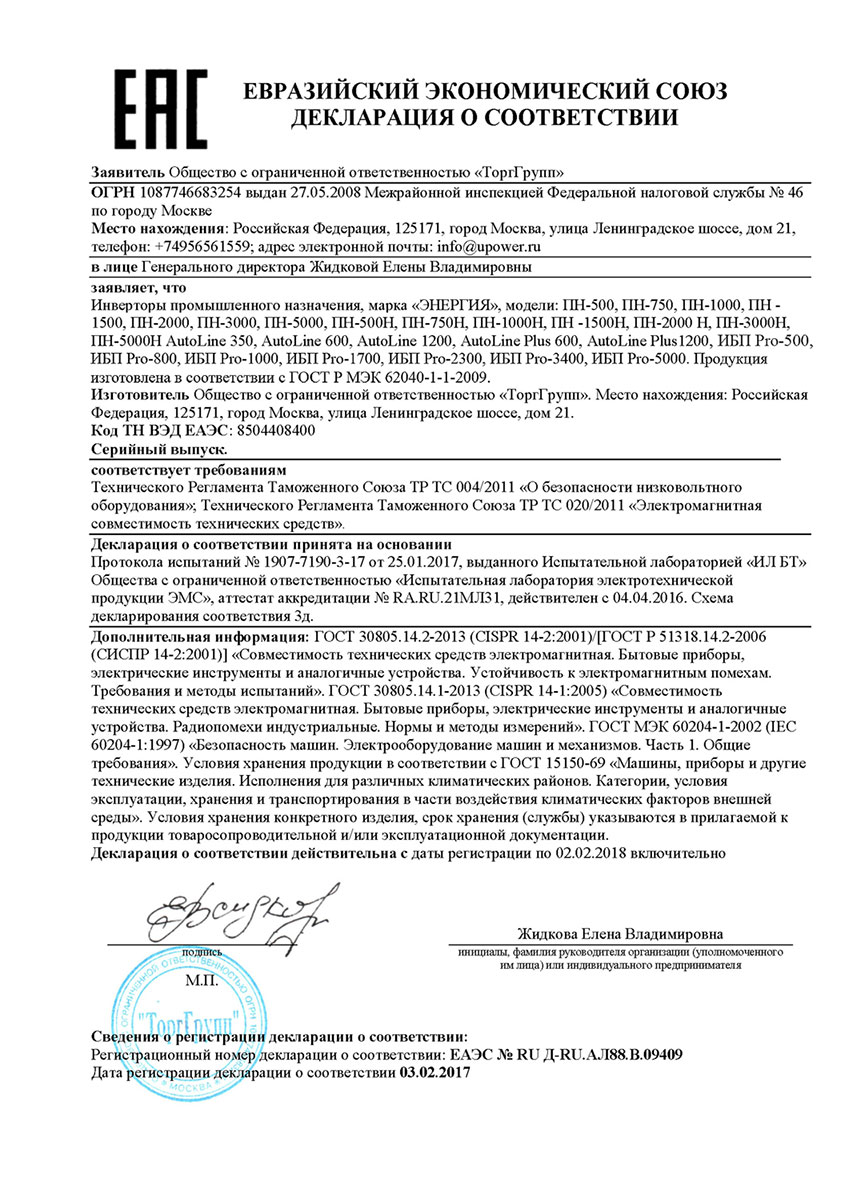 EAC
ЕВРАЗИЙСКИЙ ЭКОНОМИЧЕСКИЙ СОЮЗ
ДЕКЛАРАЦИЯ О СООТВЕТСТВИИ
Заявитель Общество с ограниченной ответственностью «ТоргГрупп»
ОГРН 1087746683254 выдан 27.05.2008 Межрайонной инспекцией Федеральной налоговой службы № 46
по городу Москве
Место нахождения: Российская Федерация, 125171, город Москва, улица Ленинградское шоссе, дом 21,
телефон: +74956561559; адрес электронной почты: info@upower.ru
в лице Генерального директора Жидковой Елены Владимировны
заявляет, что
Инверторы промышленного назначения, марка «ЭНЕРГИЯ», модели: ПН-500, ПН-750, ПН-1000, ПН -
1500, ПН-2000, ПН-3000, ПН-5000, ПН-500Н, ПН-750Н, ПН-1000Н, ПН -1500Н, ПН-2000 Н, ПН-3000Н,
ПН-5000Н AutoLine 350, AutoLine 600, AutoLine 1200, AutoLine Plus 600, AutoLine Plus1200, ИБП Pro-500,
ИБП Pro-800, ИБП Pro-1000, ИБП Pro-1700, ИБП Pro-2300, ИБП Pro-3400, ИБП Pro-5000. Продукция
изготовлена в соответствии с ГОСТ Р МЭК 62040-1-1-2009.
Изготовитель Общество с ограниченной ответственностью «ТоргГрупп». Место нахождения: Российская
Федерация, 125171, город Москва, улица Ленинградское шоссе, дом 21.
Код ТН ВЭД ЕАЭС: 8504408400
Серийный выпуск.
соответствует требованиям
Технического Регламента Таможенного Союза ТР ТС 004/2011 «О безопасности низковольтного
оборудования»; Технического Регламента Таможенного Союза ТР ТС 020/2011 «Электромагнитная
совместимость технических средств».
Декларация о соответствии принята на основании
Протокола испытаний № 1907-7190-3-17 от 25.01.2017, выданного Испытательной лабораторией «ИЛ БТ»
Общества с ограниченной ответственностью «Испытательная лаборатория электротехнической
продукции ЭМС», аттестат аккредитации № RA.RU.21МЛ31, действителен с 04.04.2016. Схема
декларирования соответствия 3д.
Дополнительная информация: ГОСТ 30805.14.2-2013 (CISPR 14-2:2001)/[ГОСТ Р 51318.14.2-2006
(СИСПР 14-2:2001)] «Совместимость технических средств электромагнитная. Бытовые приборы,
электрические инструменты и аналогичные устройства. Устойчивость к электромагнитным помехам.
Требования и методы испытаний». ГОСТ 30805.14.1-2013 (CISPR 14-1:2005) «Совместимость
технических средств электромагнитная. Бытовые приборы, электрические инструменты и аналогичные
устройства. Радиопомехи индустриальные. Нормы и методы измерений». ГОСТ МЭК 60204-1-2002 (IEC
60204-1:1997) «Безопасность машин. Электрооборудование машин и механизмов. Часть 1. Общие
требования». Условия хранения продукции в соответствии с ГОСТ 15150-69 «Машины, приборы и другие
технические изделия. Исполнения для различных климатических районов. Категории, условия
эксплуатации, хранения и транспортирования в части воздействия климатических факторов внешней
среды». Условия хранения конкретного изделия, срок хранения (службы) указываются в прилагаемой к
продукции товаросопроводительной и/или эксплуатационной документации.
Декларация о соответствии действительна с даты регистрации по 02.02.2018 включительно
Жидкова Елена Владимировна
подпись
инициалы, фамилия руководителя организации (уполномоченного
им лица) или индивидуального предпринимателя
М.П.
ОГРАНИЧЕННОЙ ОТВЕТСТВЕННОСТЬЮ ОГРН
"ТоргГрупп"
МОСКВА
Сведения о регистрации декларации о соответствии:
Регистрационный номер декларации о соответствии: ЕАЭС № RU Д-RU.АЛ88.В.09409
Дата регистрации декларации о соответствии 03.02.2017